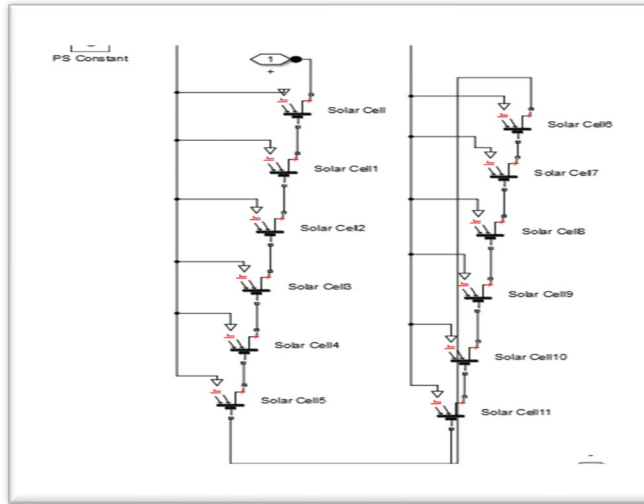 PS Constant
1
+
Solar Cell
Solar Cell1
Solar Cell2
Solar Cell3
Solar Cell4
Solar Cell5
Solar Cell6
Solar Cell7
Solar Cell8
Solar Cell9
Solar Cell10
Solar Cell11
-